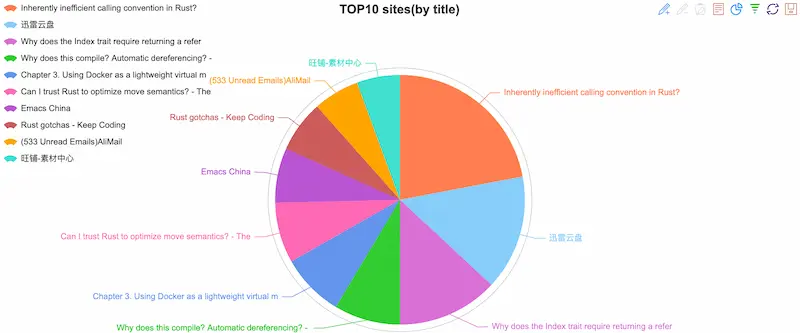 TOP10 sites(by title)
Inherently inefficient calling convention in Rust?
迅雷云盘
Why does the Index trait require returning a refer
Why does this compile? Automatic dereferencing? -
Chapter 3. Using Docker as a lightweight virtual m
Can I trust Rust to optimize move semantics? - The
Emacs China
Rust gotchas - Keep Coding
(533 Unread Emails)AliMail
旺铺-素材中心
旺铺-素材中心
(533 Unread Emails)AliMail
Inherently inefficient calling convention in Rust?
Rust gotchas - Keep Coding
Emacs China
Can I trust Rust to optimize move semantics? - The
迅雷云盘
Chapter 3. Using Docker as a lightweight virtual m
Why does this compile? Automatic dereferencing? -
Why does the Index trait require returning a refer